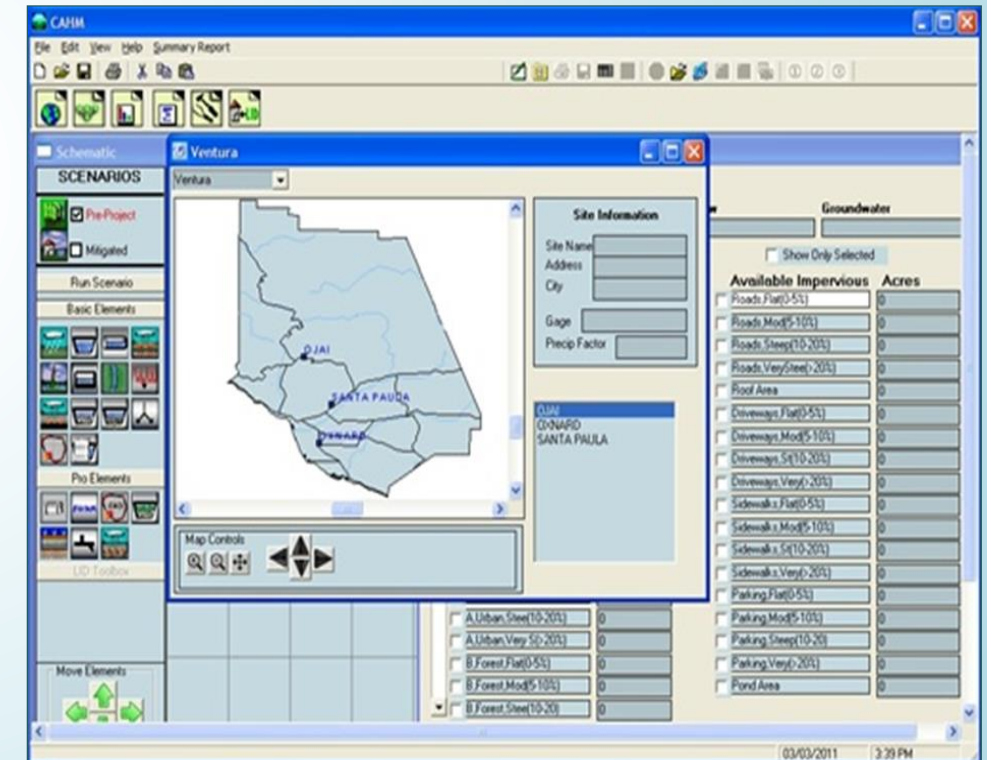 CAHM
File Edit View Help Summary Report
Schematic
SCENARIOS
Pre-Project
Mitigated
Run Scenario
Basic Elements
Pro Elements
LID Toolbox
Move Elements
Ventura
Ventura
OJAI
SANTA PAULA
OXNARD
Map Controls
Site Information
Site Name
Address
City
Gage
Precip Factor
OJAI
OXNARD
SANTA PAULA
Groundwater
Show Only Selected
Available Impervious Acres
Roads,Flat(0-5%) 0
Roads,Mod(5-10%) 0
Roads,Steep(10-20%) 0
Roads,VeryStee(>20%) 0
Roof Area 0
Driveways,Flat(0-5%) 0
Driveways,Mod(5-10%) 0
Driveways,St(10-20%) 0
Driveways,Very(>20%) 0
Sidewalks,Flat(0-5%) 0
Sidewalks,Mod(5-10%) 0
Sidewalks,St(10-20%) 0
Sidewalks,Very(>20%) 0
Parking,Flat(0-5%) 0
Parking,Mod(5-10%) 0
Parking,Steep(10-20) 0
Parking,Very(>20%) 0
Pond Area 0
A,Urban,Stee(10-20%) 0
A,Urban,Very S(>20%) 0
B,Forest,Flat(0-5%) 0
B,Forest,Mod(5-10%) 0
B,Forest,Stee(10-20) 0
03/03/2011 3:39 PM